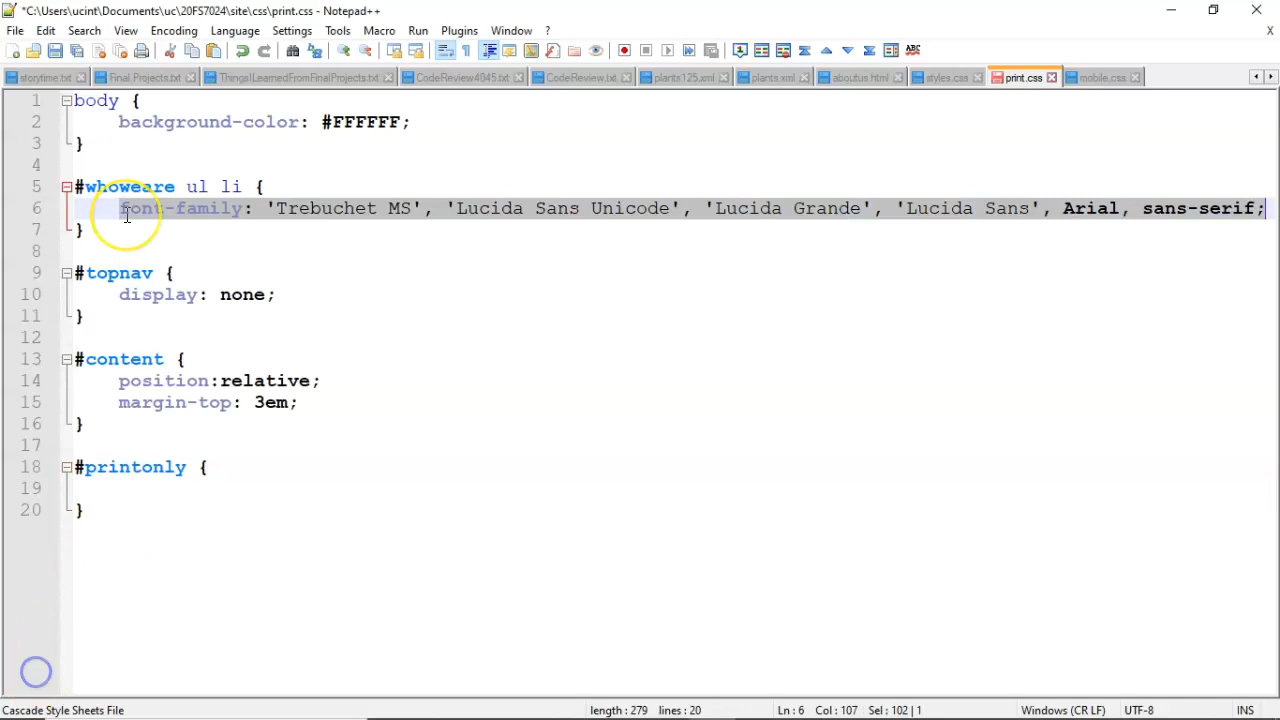 *C:\Users\ucint\Documents\uc\20FS7024\site\css\print.css - Notepad++
File Edit Search View Encoding Language Settings Tools Macro Run Plugins Window ? X
storytime.txt Final Projects.txt ThingsILearnedFromFinalProjects.txt CodeReview4045.txt CodeReview.txt plants125.xml plants.xml aboutus.html styles.css print.css mobile.css
1 body {
2 background-color: #FFFFFF;
3 }
4
5 #whoweare ul li {
6 font-family: 'Trebuchet MS', 'Lucida Sans Unicode', 'Lucida Grande', 'Lucida Sans', Arial, sans-serif;
7 }
8
9 #topnav {
10 display: none;
11 }
12
13 #content {
14 position:relative;
15 margin-top: 3em;
16 }
17
18 #printonly {
19
20 }
Cascade Style Sheets File length : 279 lines : 20 Ln : 6 Col : 107 Sel : 102 | 1 Windows (CR LF) UTF-8 INS